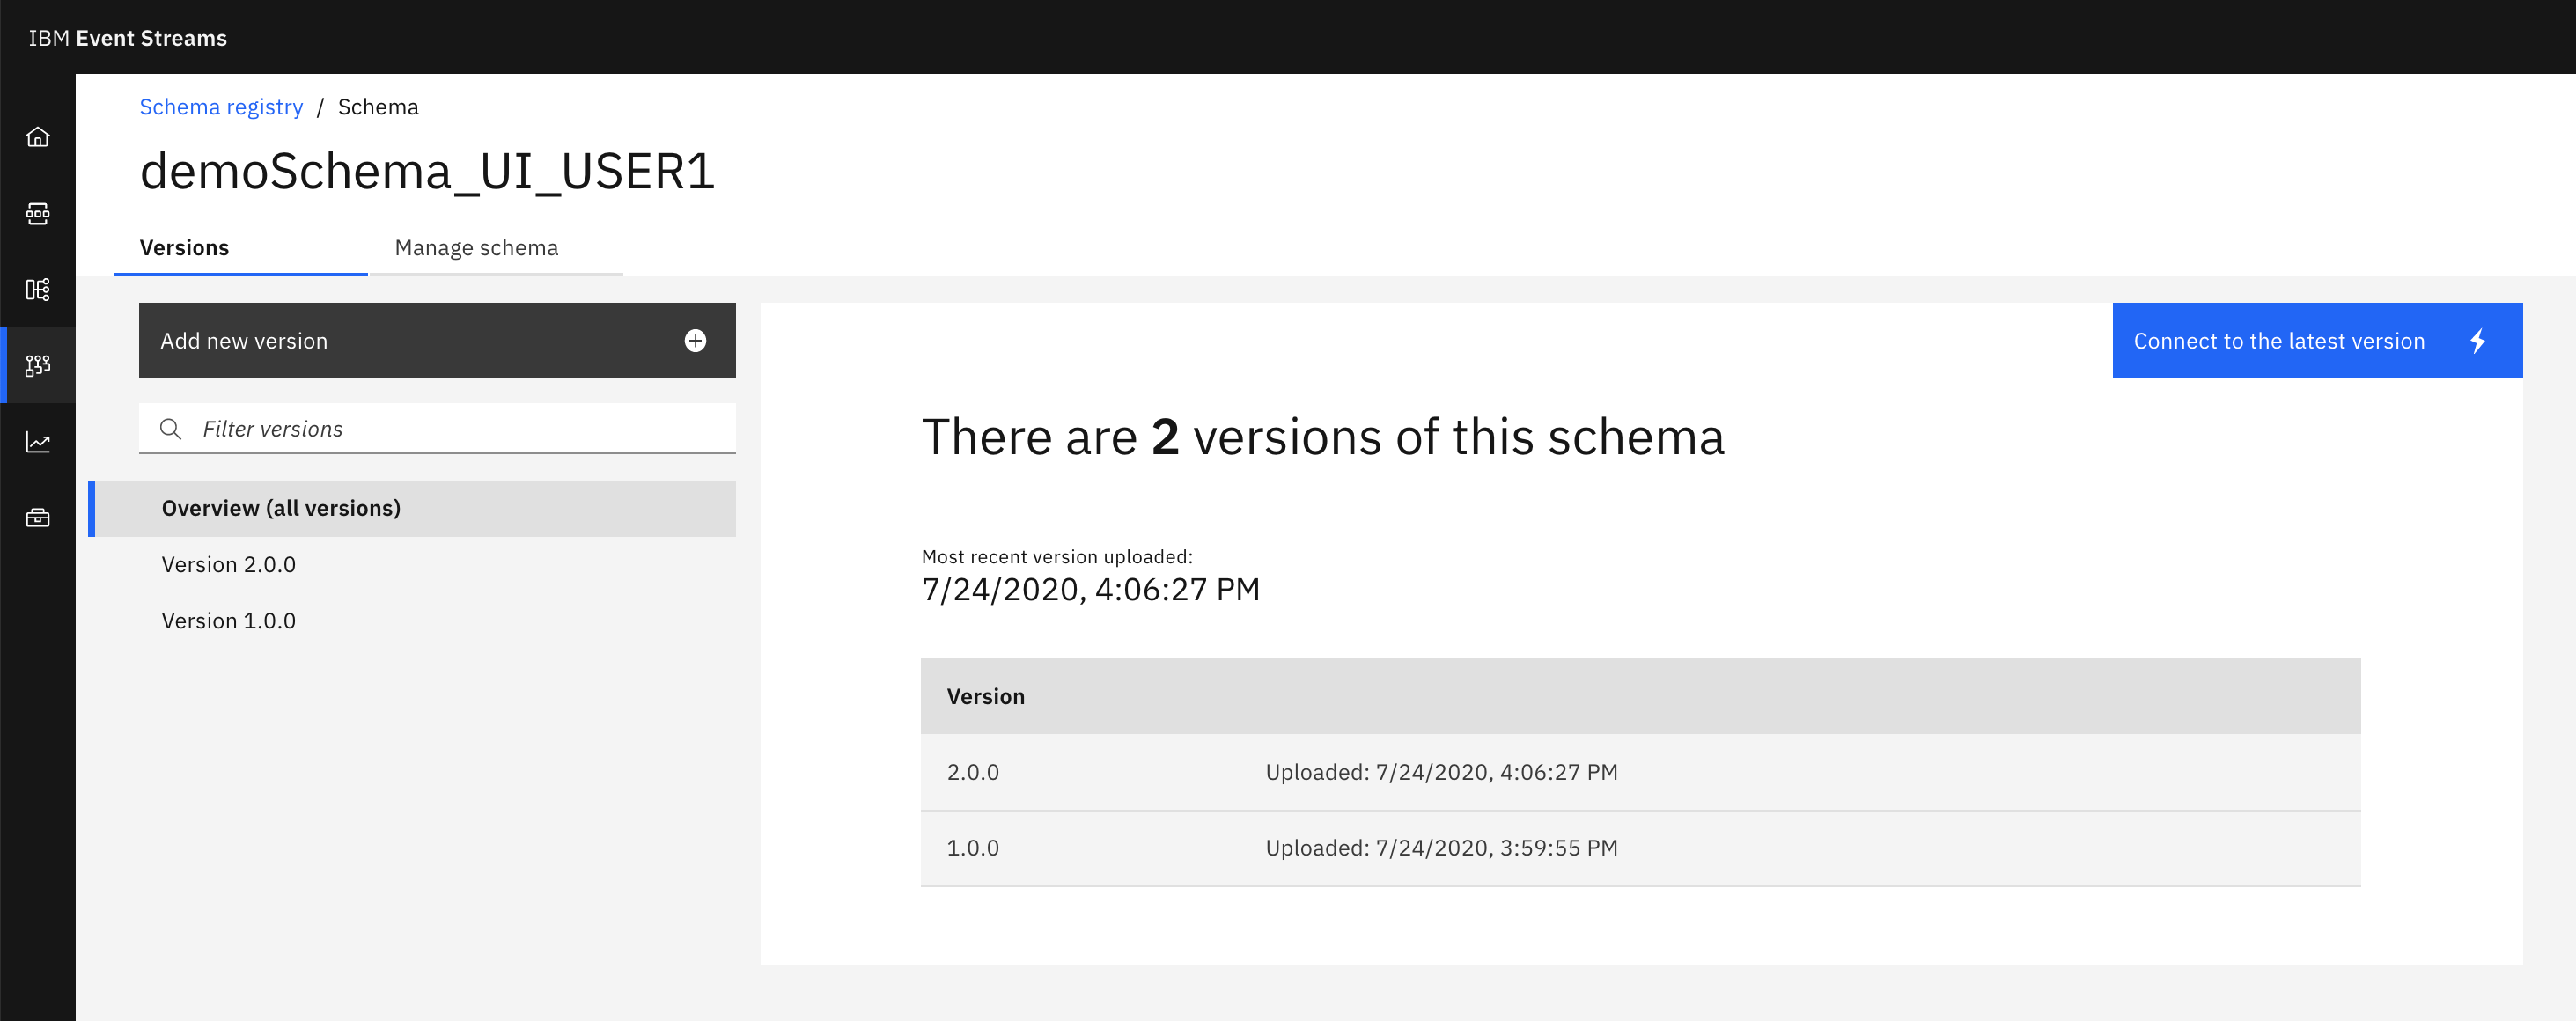 IBM Event Streams
Schema registry / Schema
demoSchema_UI_USER1
Versions
Manage schema
Add new version
Filter versions
Overview (all versions)
Version 2.0.0
Version 1.0.0
Connect to the latest version
There are 2 versions of this schema
Most recent version uploaded:
7/24/2020, 4:06:27 PM
Version
2.0.0 Uploaded: 7/24/2020, 4:06:27 PM
1.0.0 Uploaded: 7/24/2020, 3:59:55 PM